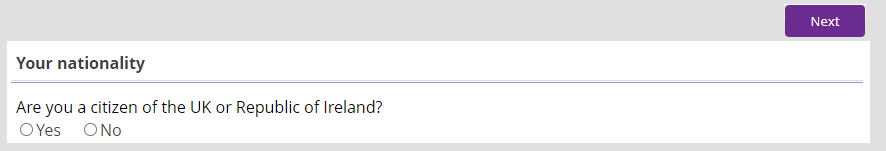 Next
Your nationality
Are you a citizen of the UK or Republic of Ireland?
Yes No